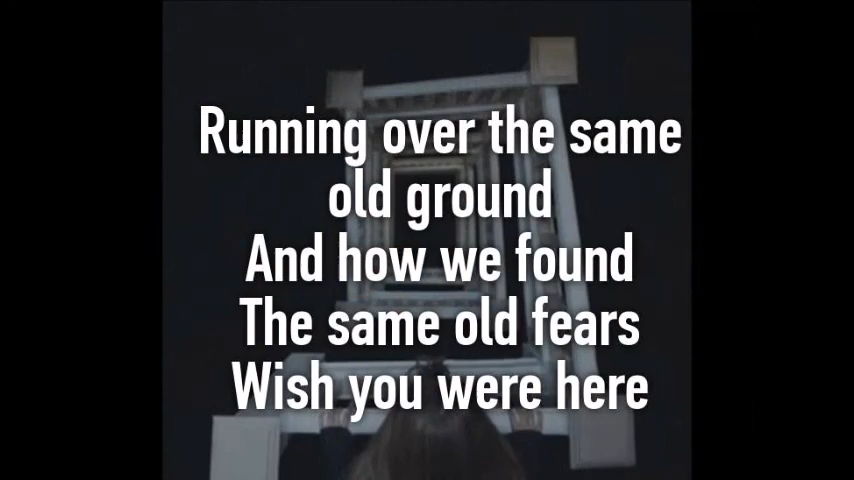 Running over the same
old ground
And how we found
The same old fears
Wish you were here